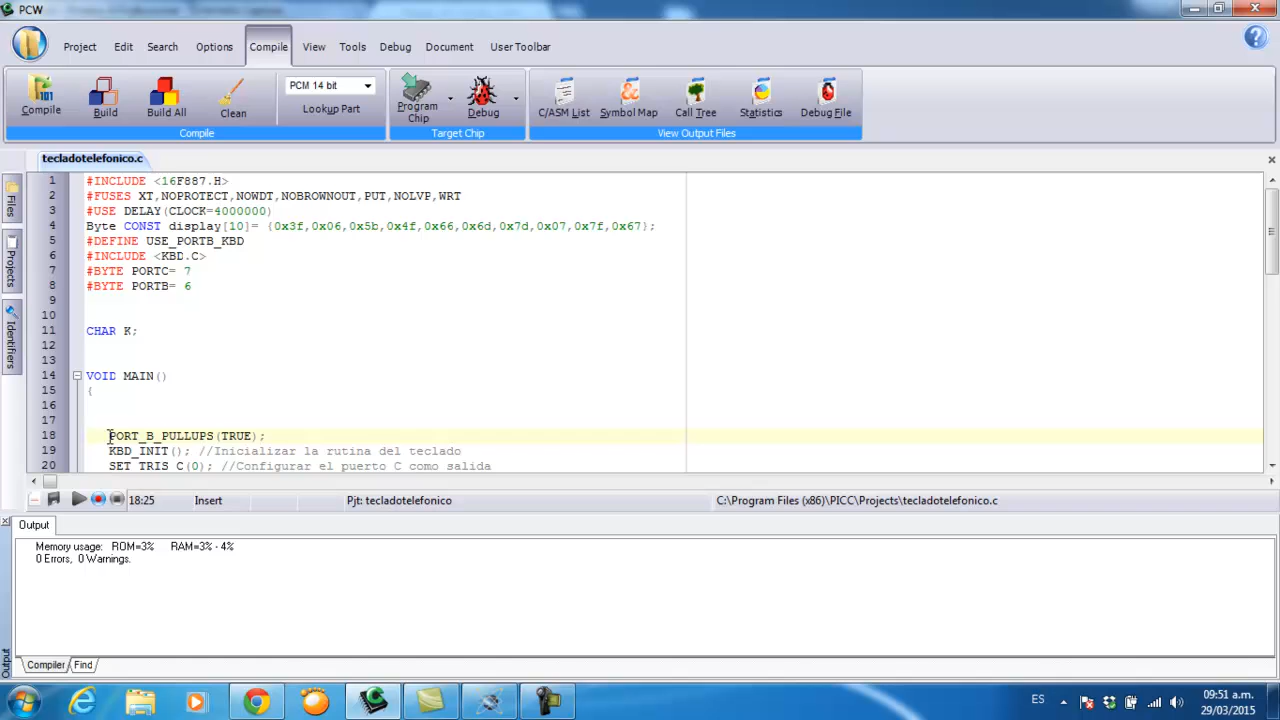 PCW
Project Edit Search Options Compile View Tools Debug Document User Toolbar
Compile Build Build All Clean
PCM 14 bit
Lookup Part
Program Chip
Debug
C/ASM List Symbol Map Call Tree Statistics Debug File
Compile Target Chip View Output Files
tecladotelefonico.c
Files
Projects
Identifiers
1 #INCLUDE <16F887.H>
2 #FUSES XT,NOPROTECT,NOWDT,NOBROWNOUT,PUT,NOLVP,WRT
3 #USE DELAY(CLOCK=4000000)
4 Byte CONST display[10]= {0x3f,0x06,0x5b,0x4f,0x66,0x6d,0x7d,0x07,0x7f,0x67};
5 #DEFINE USE_PORTB_KBD
6 #INCLUDE <KBD.C>
7 #BYTE PORTC= 7
8 #BYTE PORTB= 6
9
10
11 CHAR K;
12
13
14 VOID MAIN()
15 {
16
17
18 PORT_B_PULLUPS(TRUE);
19 KBD_INIT(); //Inicializar la rutina del teclado
20 SET_TRIS_C(0); //Configurar el puerto C como salida
18:25 Insert Pjt: tecladotelefonico C:\Program Files (x86)\PICC\Projects\tecladotelefonico.c
Output
Memory usage: ROM=3% RAM=3% - 4%
0 Errors, 0 Warnings.
Output
Compiler Find
ES
09:51 a.m.
29/03/2015